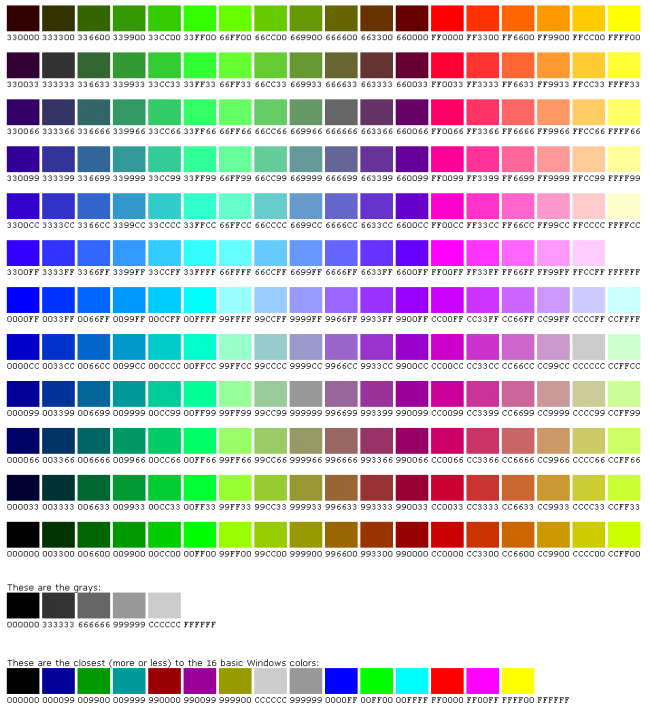 330000 333300 336600 339900 33CC00 33FF00 66FF00 66CC00 669900 666600 663300 660000 FF0000 FF3300 FF6600 FF9900 FFCC00 FFFF00
330033 333333 336633 339933 33CC33 33FF33 66FF33 66CC33 669933 666633 663333 660033 FF0033 FF3333 FF6633 FF9933 FFCC33 FFFF33
330066 333366 336666 339966 33CC66 33FF66 66FF66 66CC66 669966 666666 663366 660066 FF0066 FF3366 FF6666 FF9966 FFCC66 FFFF66
330099 333399 336699 339999 33CC99 33FF99 66FF99 66CC99 669999 666699 663399 660099 FF0099 FF3399 FF6699 FF9999 FFCC99 FFFF99
3300CC 3333CC 3366CC 3399CC 33CCCC 33FFCC 66FFCC 66CCCC 6699CC 6666CC 6633CC 6600CC FF00CC FF33CC FF66CC FF99CC FFCCCC FFFFCC
3300FF 3333FF 3366FF 3399FF 33CCFF 33FFFF 66FFFF 66CCFF 6699FF 6666FF 6633FF 6600FF FF00FF FF33FF FF66FF FF99FF FFCCFF FFFFFF
0000FF 0033FF 0066FF 0099FF 00CCFF 00FFFF 99FFFF 99CCFF 9999FF 9966FF 9933FF 9900FF CC00FF CC33FF CC66FF CC99FF CCCCFF CCFFFF
0000CC 0033CC 0066CC 0099CC 00CCCC 00FFCC 99FFCC 99CCCC 9999CC 9966CC 9933CC 9900CC CC00CC CC33CC CC66CC CC99CC CCCCCC CCFFCC
000099 003399 006699 009999 00CC99 00FF99 99FF99 99CC99 999999 996699 993399 990099 CC0099 CC3399 CC6699 CC9999 CCCC99 CCFF99
000066 003366 006666 009966 00CC66 00FF66 99FF66 99CC66 999966 996666 993366 990066 CC0066 CC3366 CC6666 CC9966 CCCC66 CCFF66
000033 003333 006633 009933 00CC33 00FF33 99FF33 99CC33 999933 996633 993333 990033 CC0033 CC3333 CC6633 CC9933 CCCC33 CCFF33
000000 003300 006600 009900 00CC00 00FF00 99FF00 99CC00 999900 996600 993300 990000 CC0000 CC3300 CC6600 CC9900 CCCC00 CCFF00
These are the grays:
000000 333333 666666 999999 CCCCCC FFFFFF
These are the closest (more or less) to the 16 basic Windows colors:
000000 000099 009900 009999 990000 990099 999900 CCCCCC 999999 0000FF 00FF00 00FFFF FF0000 FF00FF FFFF00 FFFFFF